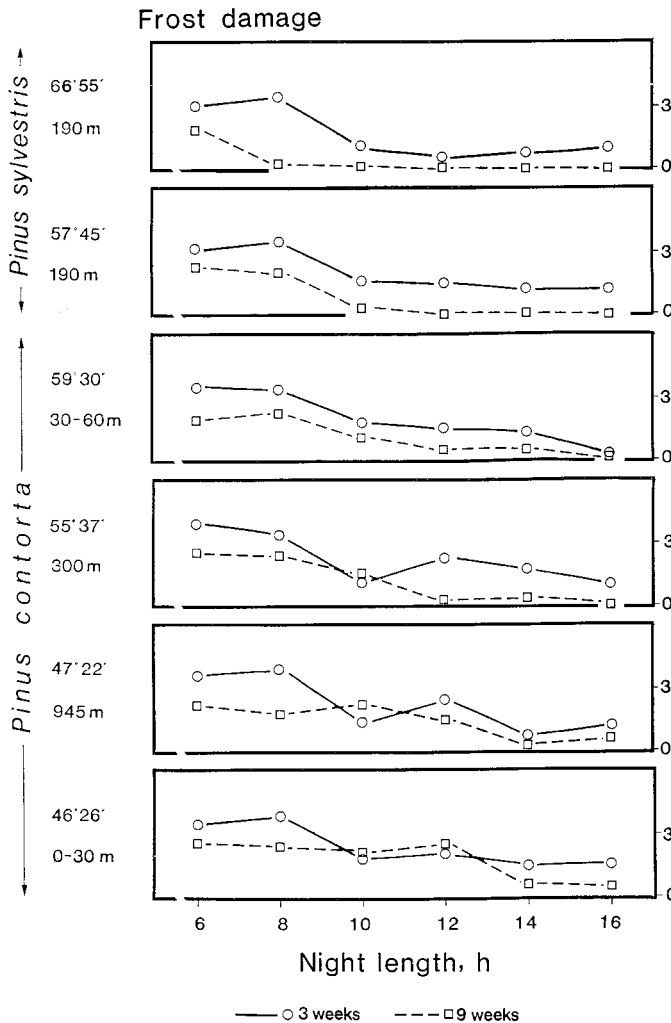 Frost damage
Pinus sylvestris
66°55′
190 m
3
0
57°45′
190 m
3
0
Pinus contorta
59°30′
30-60 m
3
0
55°37′
300 m
3
0
47°22′
945 m
3
0
46°26′
0-30 m
3
0
6 8 10 12 14 16
Night length, h
3 weeks 9 weeks